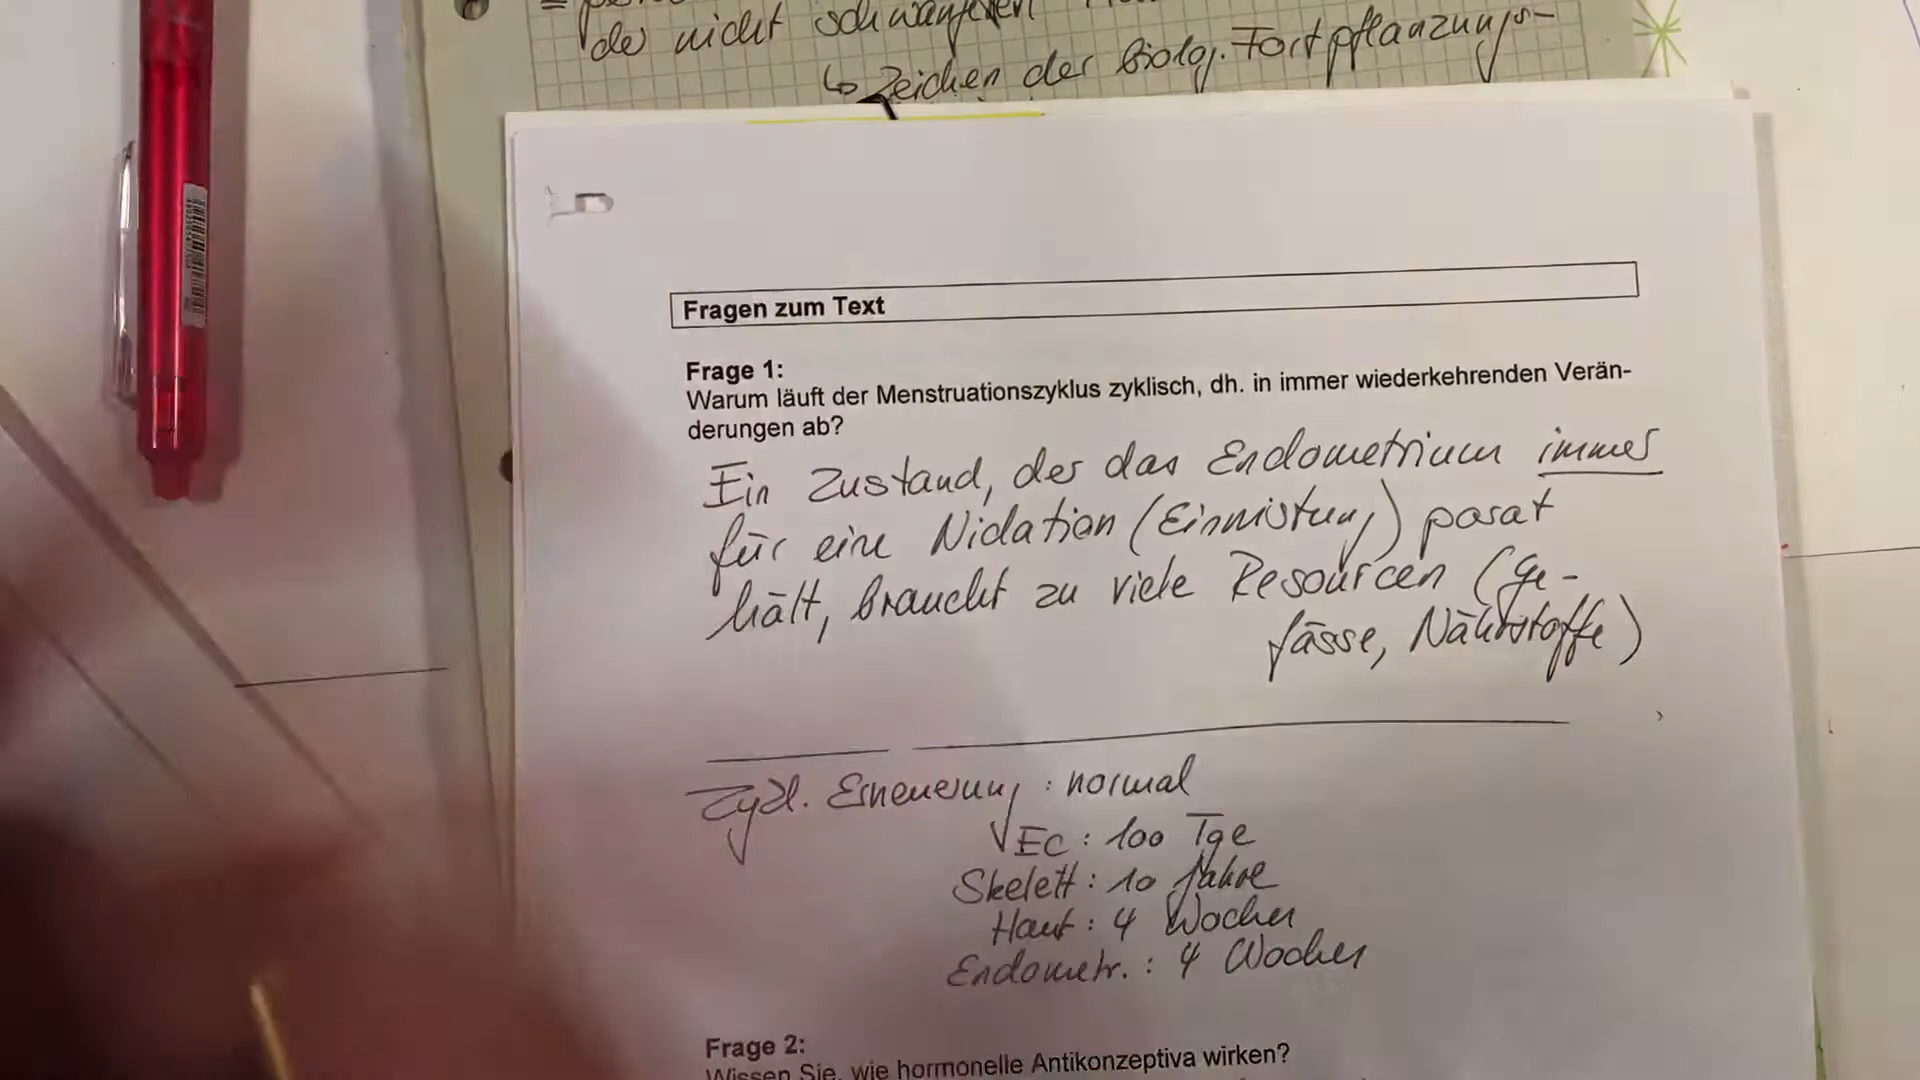 de nicht schwangeren
↳ Zeichen der biolog. Fortpflanzungs-
Fragen zum Text
Frage 1:
Warum läuft der Menstruationszyklus zyklisch, dh. in immer wiederkehrenden Verän-
derungen ab?
Ein Zustand, der das Endometrium immer
für eine Nidation (Einnistung) parat
hält, braucht zu viele Resourcen (Ge-
fässe, Nährstoffe)
Zykl. Erneuerung : normal
EC : 100 Tge
Skelett : 10 Jahre
Haut : 4 Wochen
Endometr. : 4 Wochen
Frage 2:
Wissen Sie, wie hormonelle Antikonzeptiva wirken?